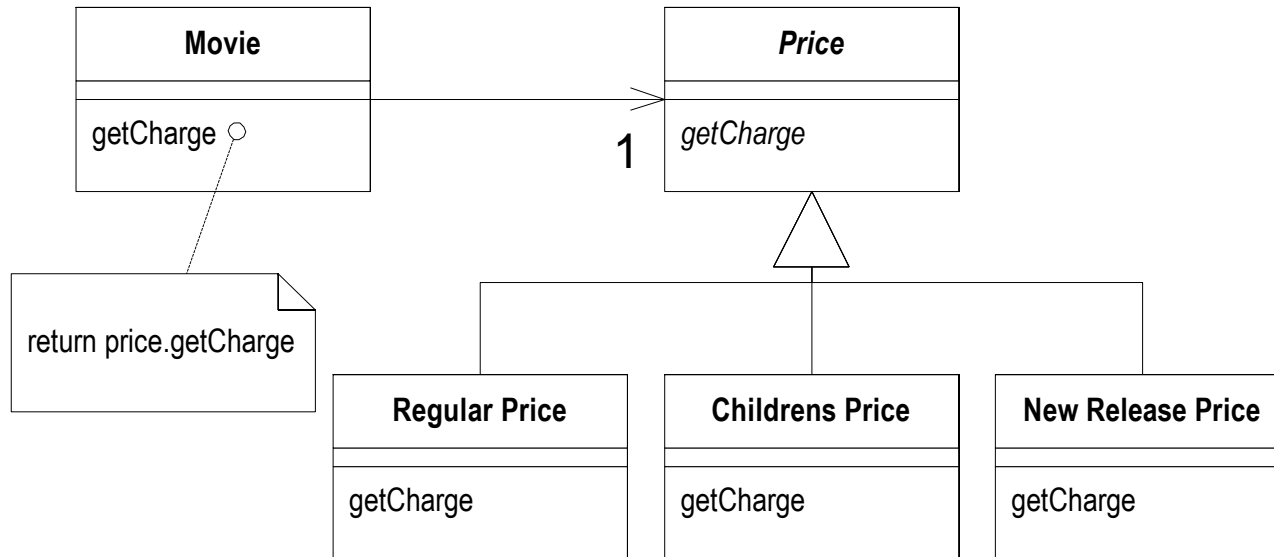 Movie
Price
getCharge
1
getCharge
return price.getCharge
Regular Price
Childrens Price
New Release Price
getCharge
getCharge
getCharge